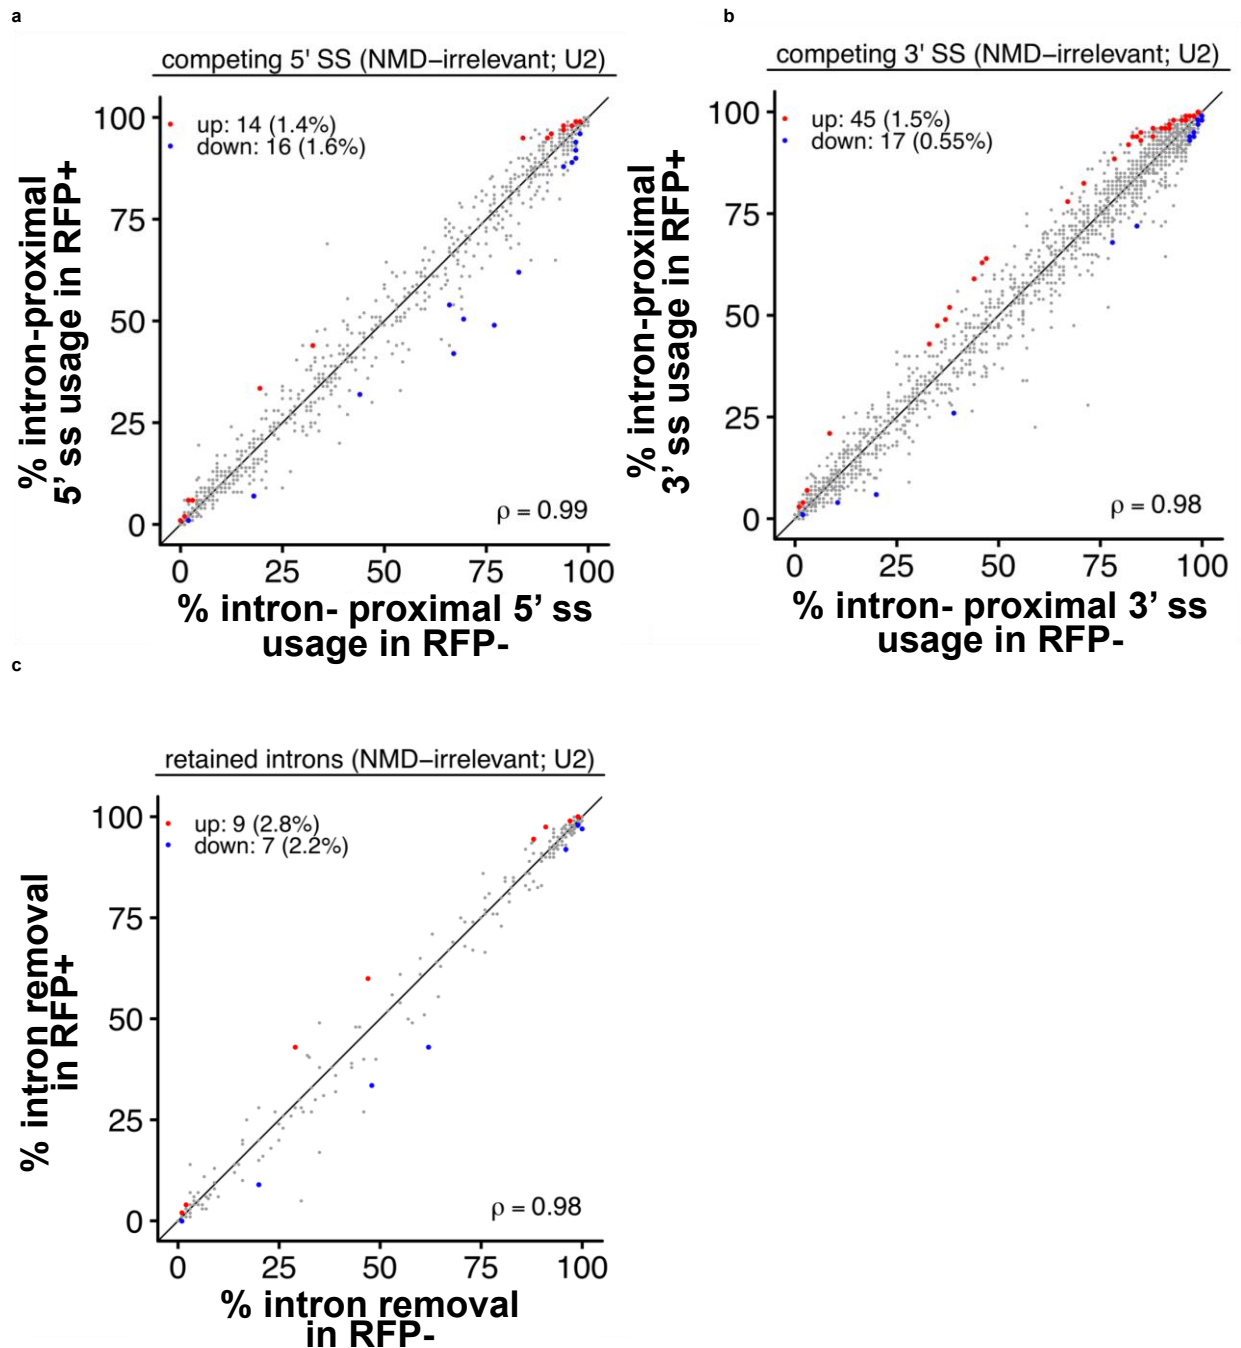 a
competing 5' SS (NMD−irrelevant; U2)
up: 14 (1.4%)
down: 16 (1.6%)
100
75
50
25
0
% intron-proximal
5’ ss usage in RFP+
ρ = 0.99
0 25 50 75 100
% intron- proximal 5’ ss
usage in RFP-
b
competing 3' SS (NMD−irrelevant; U2)
up: 45 (1.5%)
down: 17 (0.55%)
100
75
50
25
0
% intron-proximal
3’ ss usage in RFP+
ρ = 0.98
0 25 50 75 100
% intron- proximal 3’ ss
usage in RFP-
c
retained introns (NMD−irrelevant; U2)
up: 9 (2.8%)
down: 7 (2.2%)
100
75
50
25
0
% intron removal
in RFP+
ρ = 0.98
0 25 50 75 100
% intron removal
in RFP-